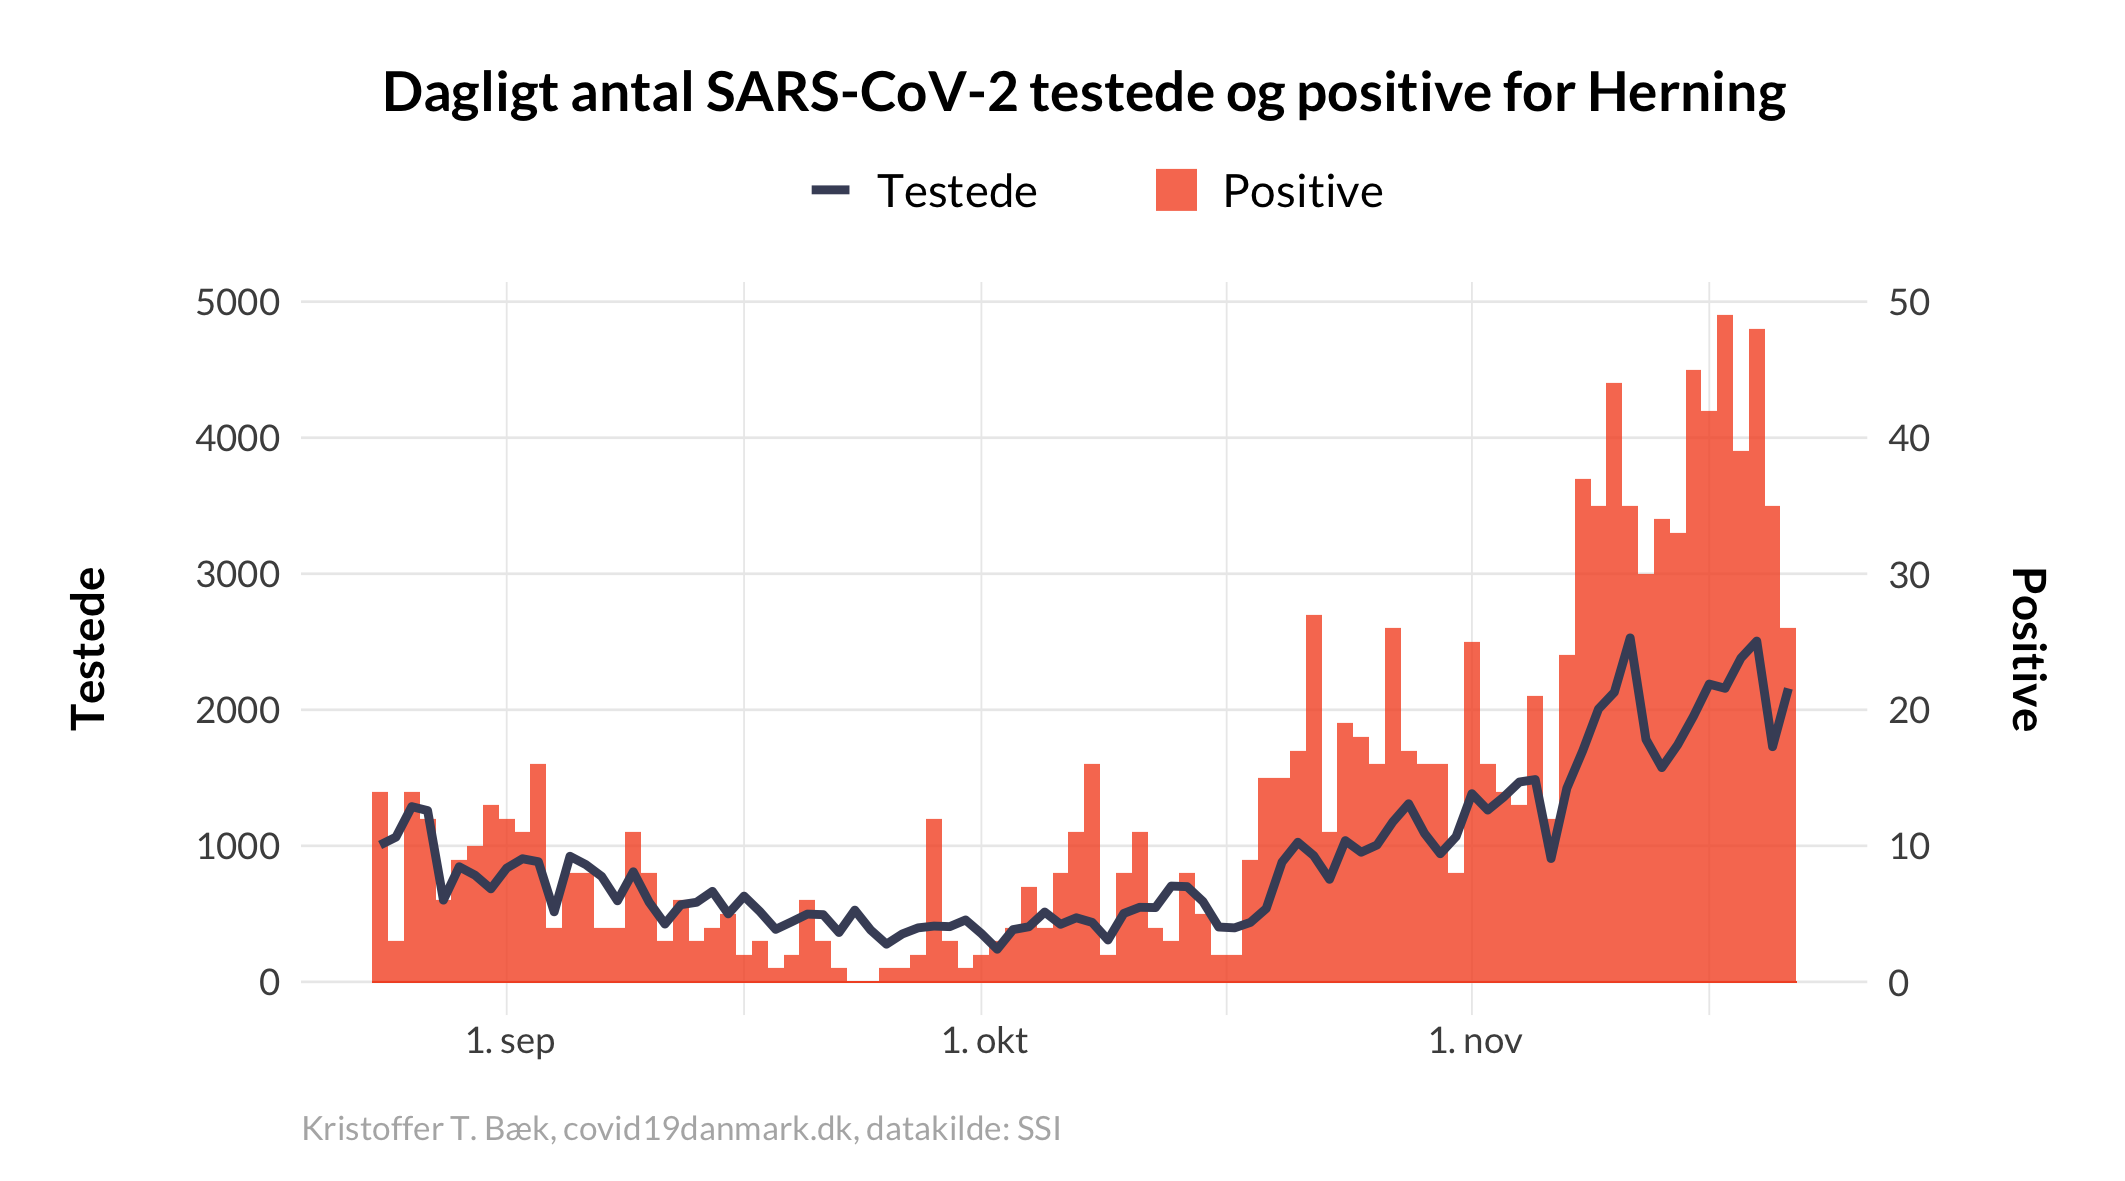 Dagligt antal SARS-CoV-2 testede og positive for Herning
Testede
Positive
5000
4000
3000
2000
1000
0
Testede
50
40
30
20
10
0
Positive
1. sep
1. okt
1. nov
Kristoffer T. Bæk, covid19danmark.dk, datakilde: SSI